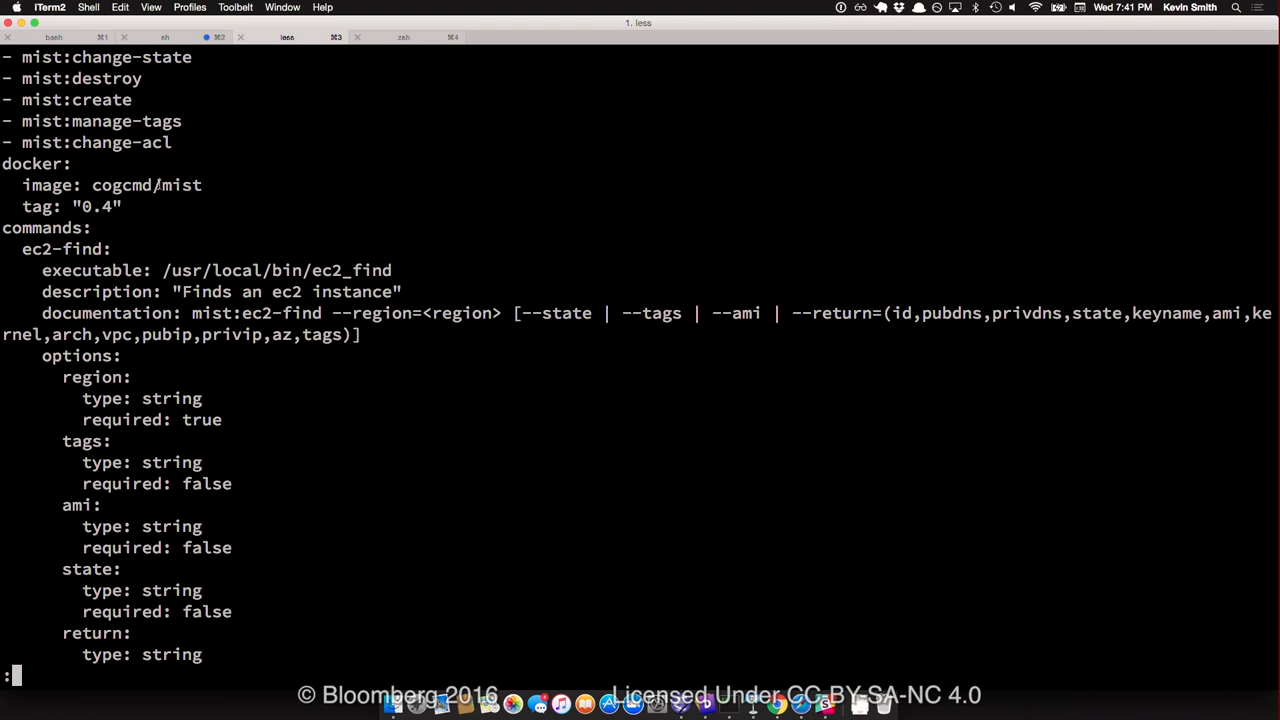 iTerm2 Shell Edit View Profiles Toolbelt Window Help Wed 7:41 PM Kevin Smith
1. less
bash ⌘1 sh ⌘2 less ⌘3 zsh ⌘4
- mist:change-state
- mist:destroy
- mist:create
- mist:manage-tags
- mist:change-acl
docker:
image: cogcmd/mist
tag: "0.4"
commands:
ec2-find:
executable: /usr/local/bin/ec2_find
description: "Finds an ec2 instance"
documentation: mist:ec2-find --region=<region> [--state | --tags | --ami | --return=(id,pubdns,privdns,state,keyname,ami,ke
rnel,arch,vpc,pubip,privip,az,tags)]
options:
region:
type: string
required: true
tags:
type: string
required: false
ami:
type: string
required: false
state:
type: string
required: false
return:
type: string
:
© Bloomberg 2016 Licensed Under CC-BY-SA-NC 4.0